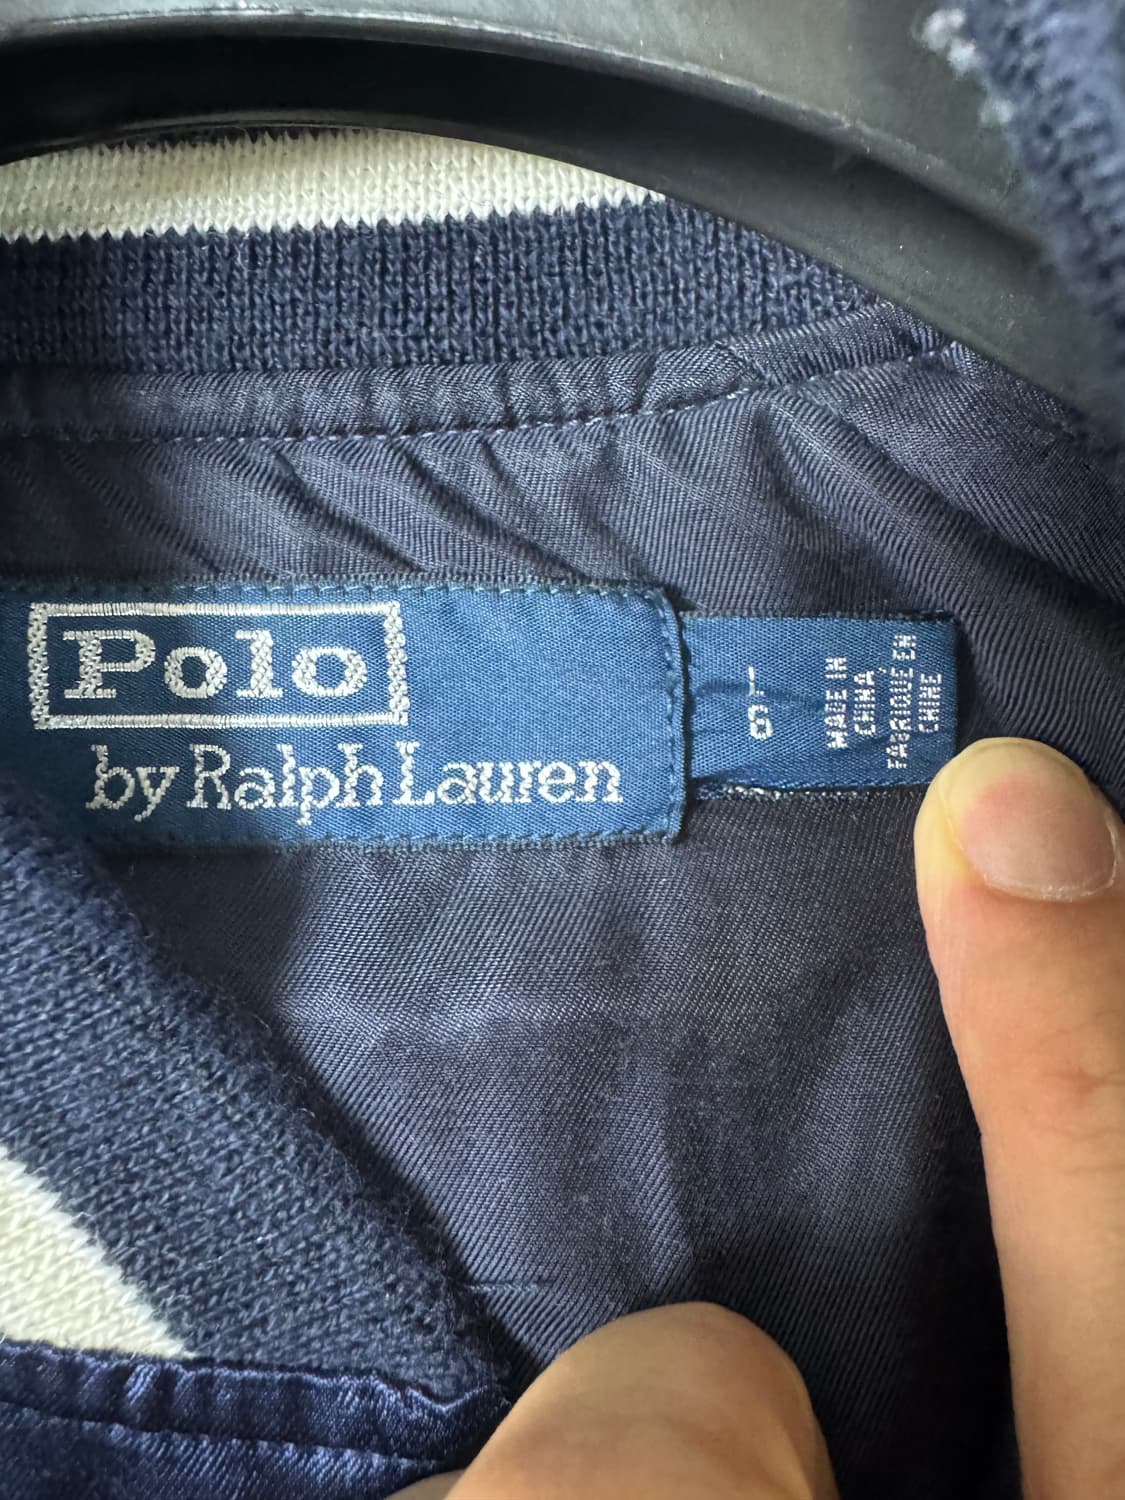 Polo
by Ralph Lauren
MADE IN
CHINA
FABRIQUÉ EN
CHINE